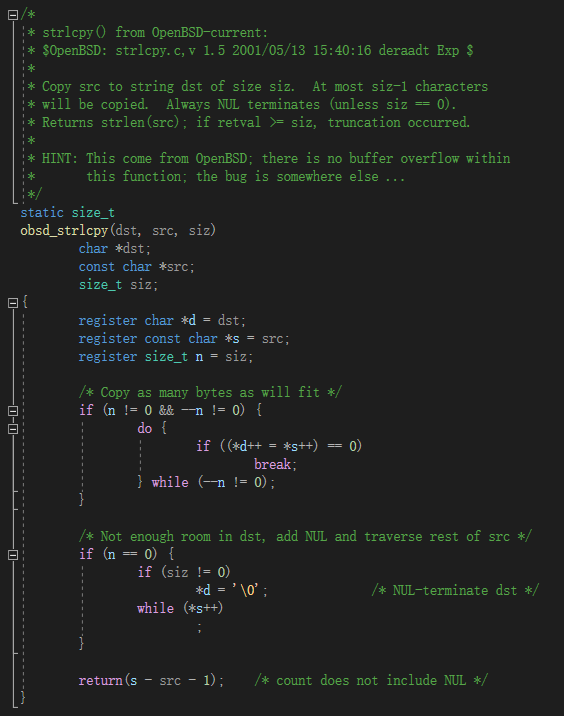 /*
 * strlcpy() from OpenBSD-current:
 * $OpenBSD: strlcpy.c,v 1.5 2001/05/13 15:40:16 deraadt Exp $
 *
 * Copy src to string dst of size siz.  At most siz-1 characters
 * will be copied.  Always NUL terminates (unless siz == 0).
 * Returns strlen(src); if retval >= siz, truncation occurred.
 *
 * HINT: This come from OpenBSD; there is no buffer overflow within
 *       this function; the bug is somewhere else ...
 */
static size_t
obsd_strlcpy(dst, src, siz)
        char *dst;
        const char *src;
        size_t siz;
{
        register char *d = dst;
        register const char *s = src;
        register size_t n = siz;

        /* Copy as many bytes as will fit */
        if (n != 0 && --n != 0) {
                do {
                        if ((*d++ = *s++) == 0)
                                break;
                } while (--n != 0);
        }

        /* Not enough room in dst, add NUL and traverse rest of src */
        if (n == 0) {
                if (siz != 0)
                        *d = '\0';              /* NUL-terminate dst */
                while (*s++)
                        ;
        }

        return(s - src - 1);    /* count does not include NUL */
}